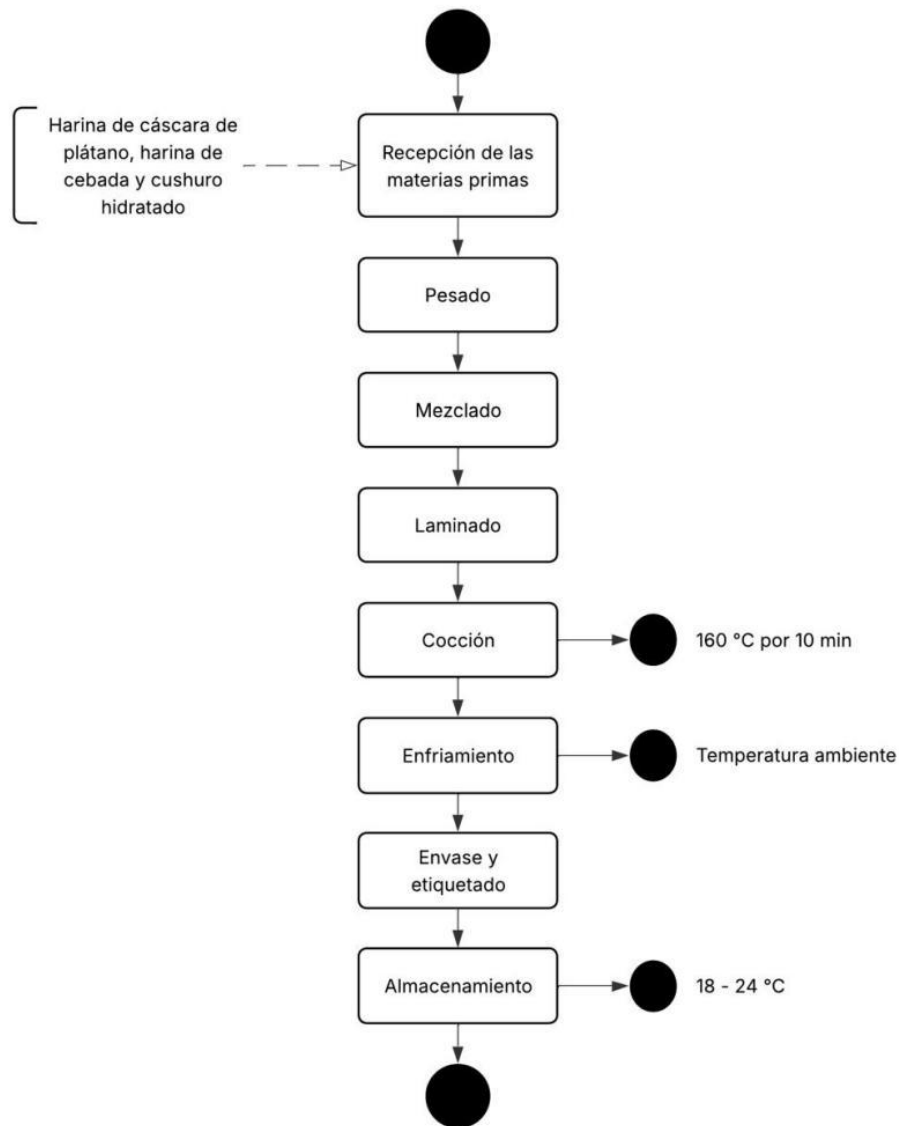 Harina de cáscara de
plátano, harina de
cebada y cushuro
hidratado
Recepción de las
materias primas
Pesado
Mezclado
Laminado
Cocción
160 °C por 10 min
Enfriamiento
Temperatura ambiente
Envase y
etiquetado
Almacenamiento
18 - 24 °C